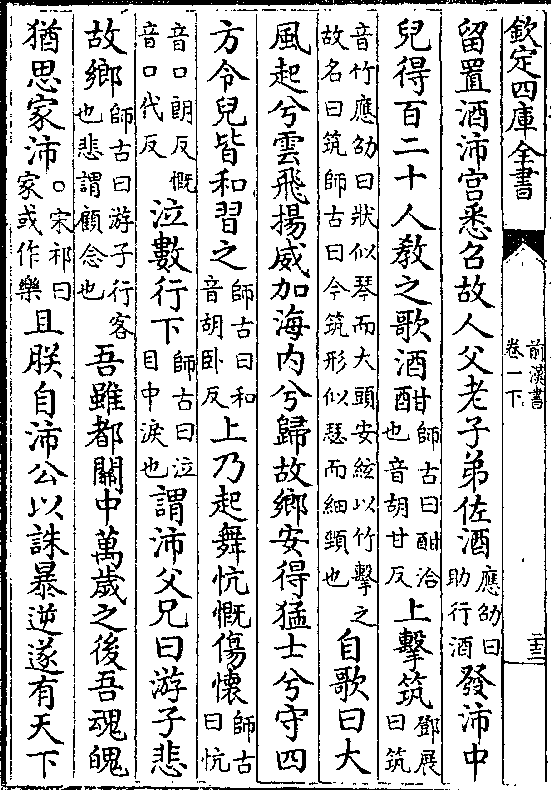 欽定四庫全書
前漢書
卷一下
二十三
留置酒沛宫悉召故人父老子弟佐酒應劭曰助行酒發沛中
兒得百二十人教之歌酒酣師古曰酣洽也音胡甘反上擊筑鄧展曰筑
音竹應劭曰狀似琴而大頭安絃以竹擊之故名曰筑師古曰今筑形似瑟而細頸也自歌曰大
風起兮雲飛揚威加海内兮歸故鄉安得猛士兮守四
方令兒皆和習之師古曰和音胡卧反上乃起舞忼慨傷懷師古曰忼
音口朗反慨音口代反泣數行下師古曰泣目中淚也謂沛父兄曰游子悲
故鄉師古曰游子行客也悲謂顧念也吾雖都關中萬歲之後吾魂魄
猶思家沛○宋祁曰家或作樂且朕自沛公以誅暴逆遂有天下